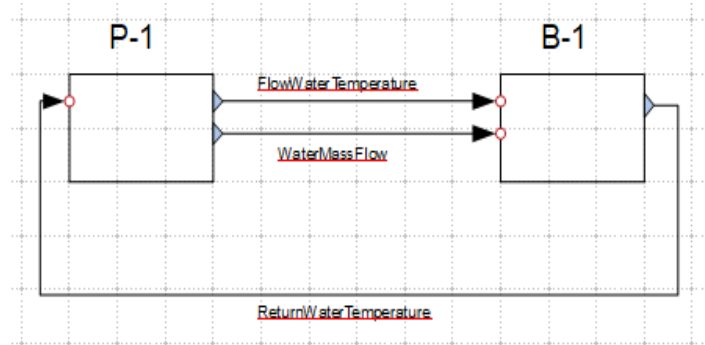 P-1
B-1
FlowWaterTemperature
WaterMassFlow
ReturnWaterTemperature